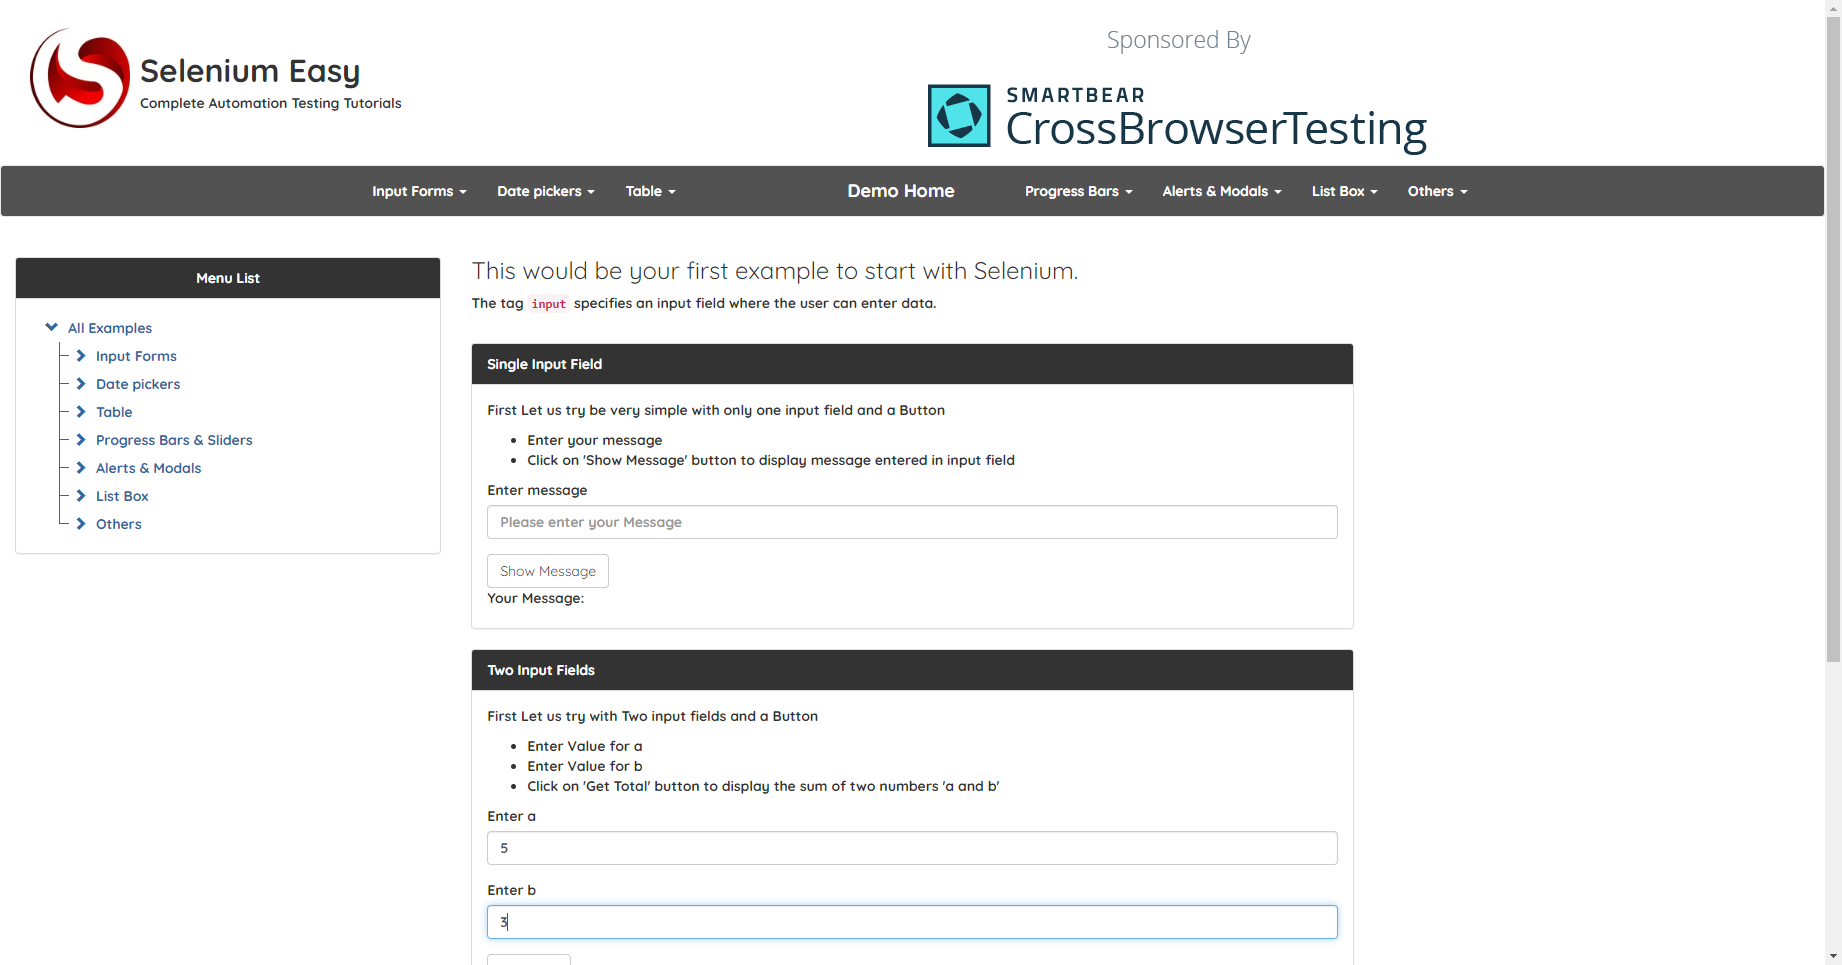 Selenium Easy
Complete Automation Testing Tutorials
Sponsored By
SMARTBEAR
CrossBrowserTesting
Input Forms Date pickers Table Demo Home Progress Bars Alerts & Modals List Box Others
Menu List
All Examples
Input Forms
Date pickers
Table
Progress Bars & Sliders
Alerts & Modals
List Box
Others
This would be your first example to start with Selenium.
The tag input specifies an input field where the user can enter data.
Single Input Field
First Let us try be very simple with only one input field and a Button
Enter your message
Click on 'Show Message' button to display message entered in input field
Enter message
Please enter your Message
Show Message
Your Message:
Two Input Fields
First Let us try with Two input fields and a Button
Enter Value for a
Enter Value for b
Click on 'Get Total' button to display the sum of two numbers 'a and b'
Enter a
5
Enter b
3